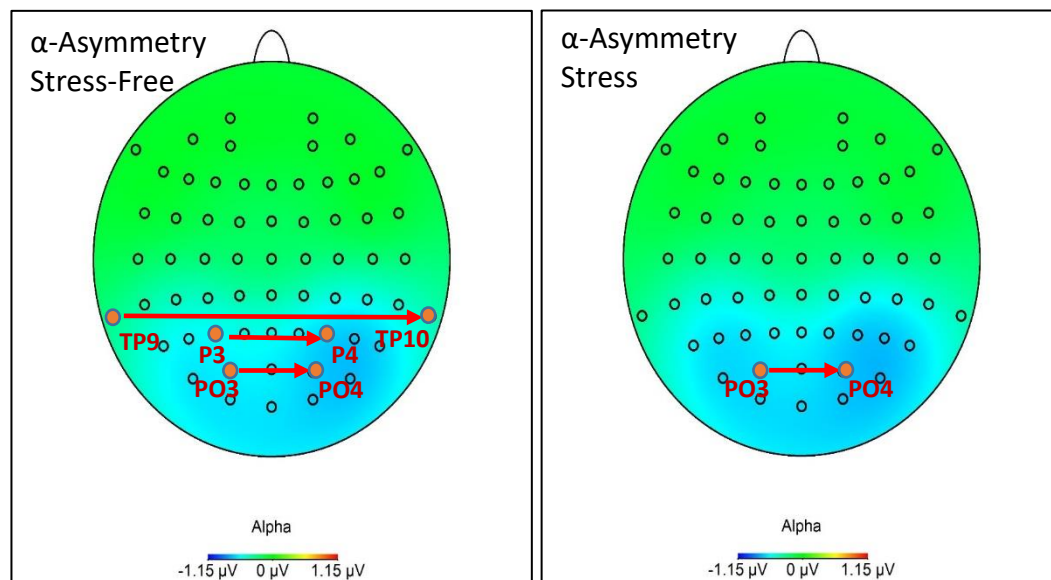 α-Asymmetry
Stress-Free
TP9
TP10
P3
P4
PO3
PO4
Alpha
-1.15 µV 0 µV 1.15 µV
α-Asymmetry
Stress
PO3
PO4
Alpha
-1.15 µV 0 µV 1.15 µV